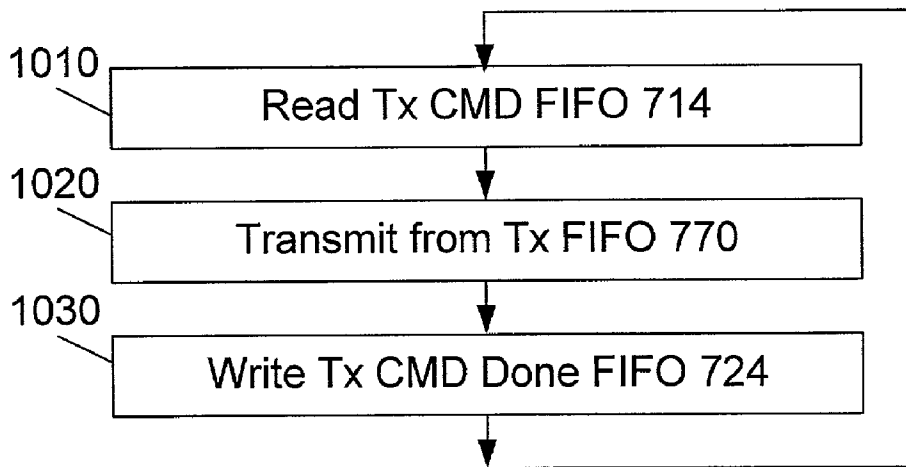 1010
Read Tx CMD FIFO 714
1020
Transmit from Tx FIFO 770
1030
Write Tx CMD Done FIFO 724